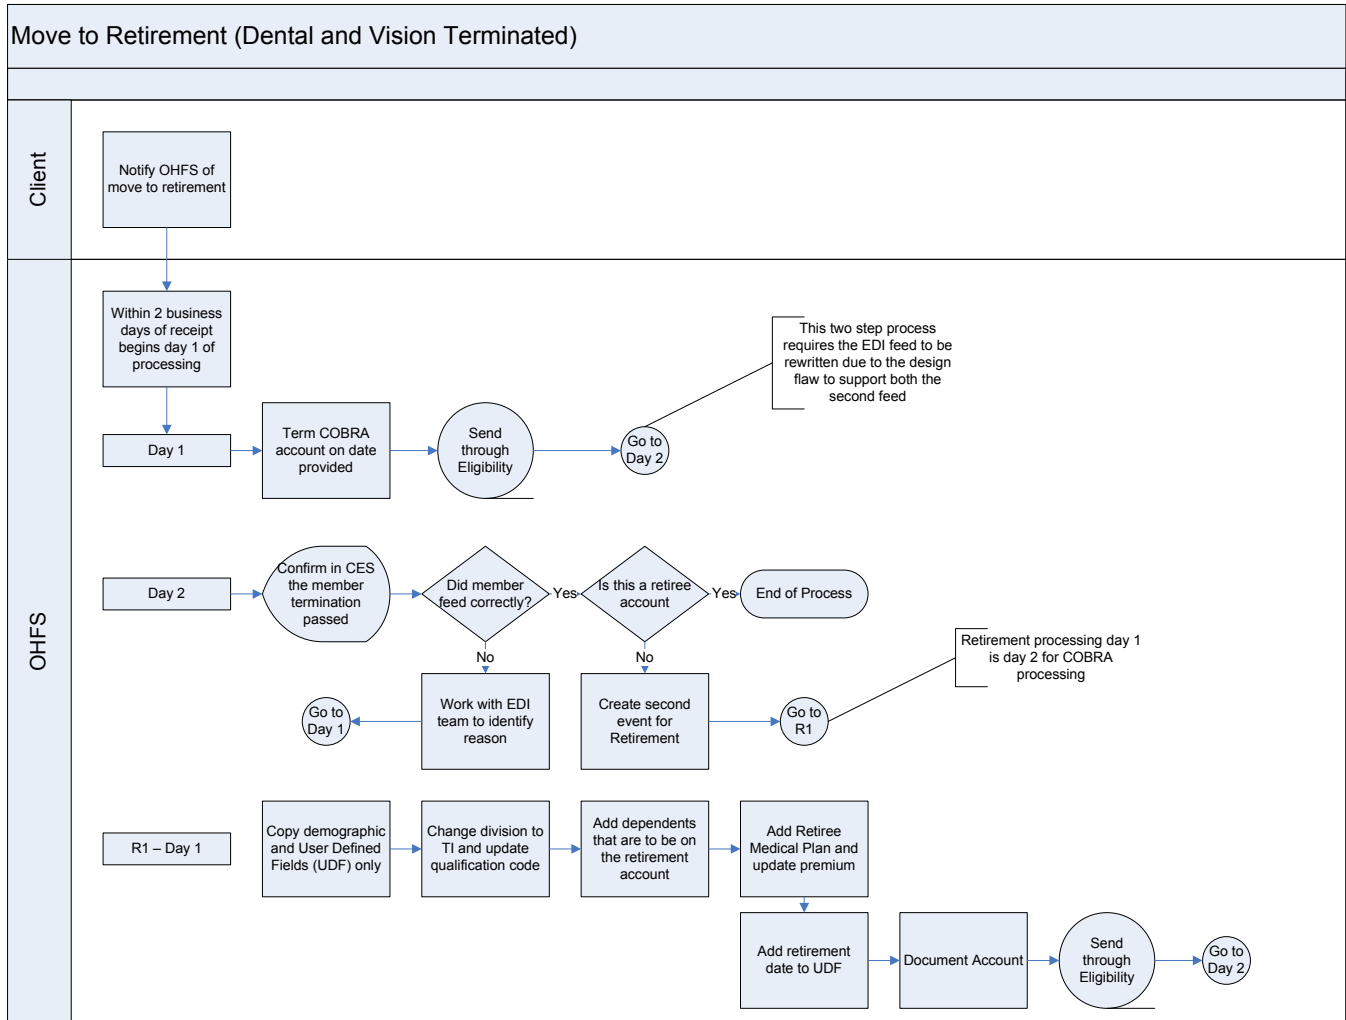 Move to Retirement (Dental and Vision Terminated)
Client
Notify OHFS of
move to retirement
OHFS
Within 2 business
days of receipt
begins day 1 of
processing
This two step process
requires the EDI feed to be
rewritten due to the design
flaw to support both the
second feed
Day 1
Term COBRA
account on date
provided
Send
through
Eligibility
Go to
Day 2
Day 2
Confirm in CES
the member
termination
passed
Did member
feed correctly?
Yes
Is this a retiree
account
Yes
End of Process
No
No
Retirement processing day 1
is day 2 for COBRA
processing
Go to
Day 1
Work with EDI
team to identify
reason
Create second
event for
Retirement
Go to
R1
R1 – Day 1
Copy demographic
and User Defined
Fields (UDF) only
Change division to
TI and update
qualification code
Add dependents
that are to be on
the retirement
account
Add Retiree
Medical Plan and
update premium
Add retirement
date to UDF
Document Account
Send
through
Eligibility
Go to
Day 2